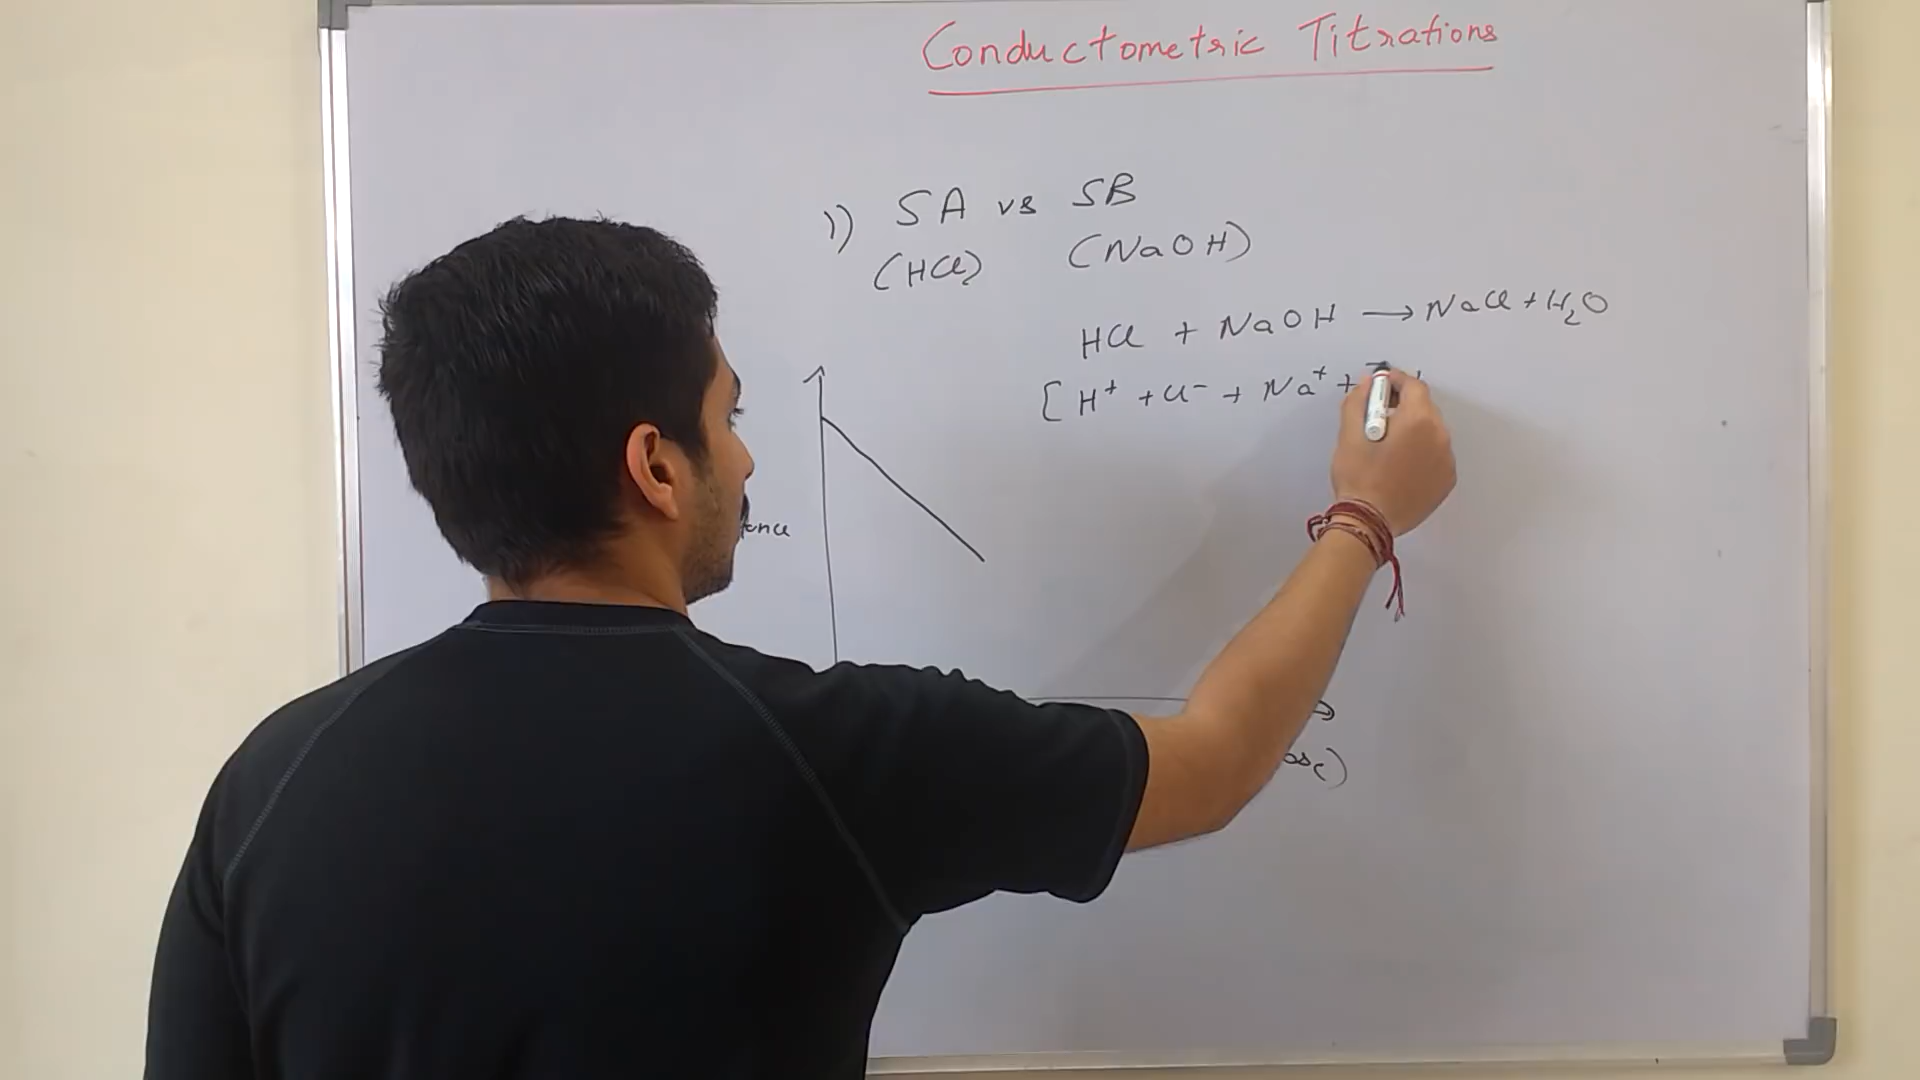 Conductometric Titrations
1) SA vs SB
(HCl) (NaOH)
HCl + NaOH → NaCl + H₂O
[H⁺ + Cl⁻ + Na⁺ +